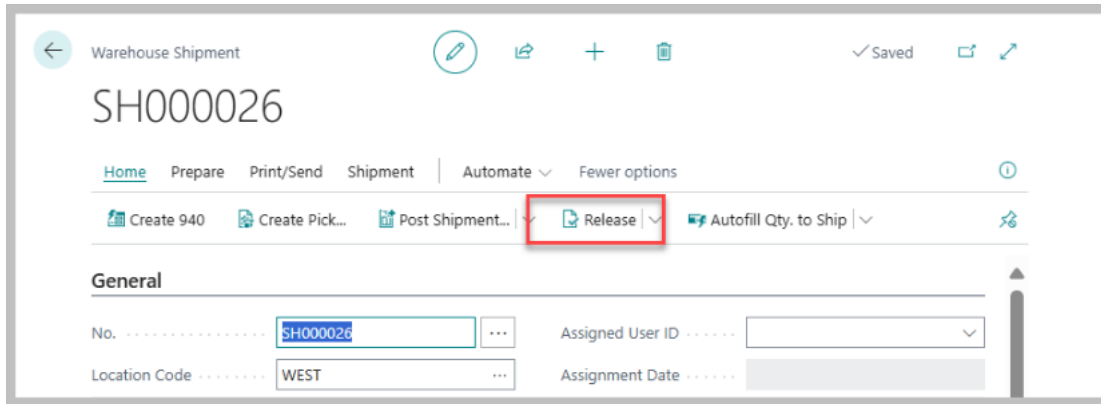 Warehouse Shipment
Saved
SH000026
Home Prepare Print/Send Shipment Automate Fewer options
Create 940 Create Pick... Post Shipment... Release Autofill Qty. to Ship
General
No. SH000026 ... Assigned User ID
Location Code WEST ... Assignment Date